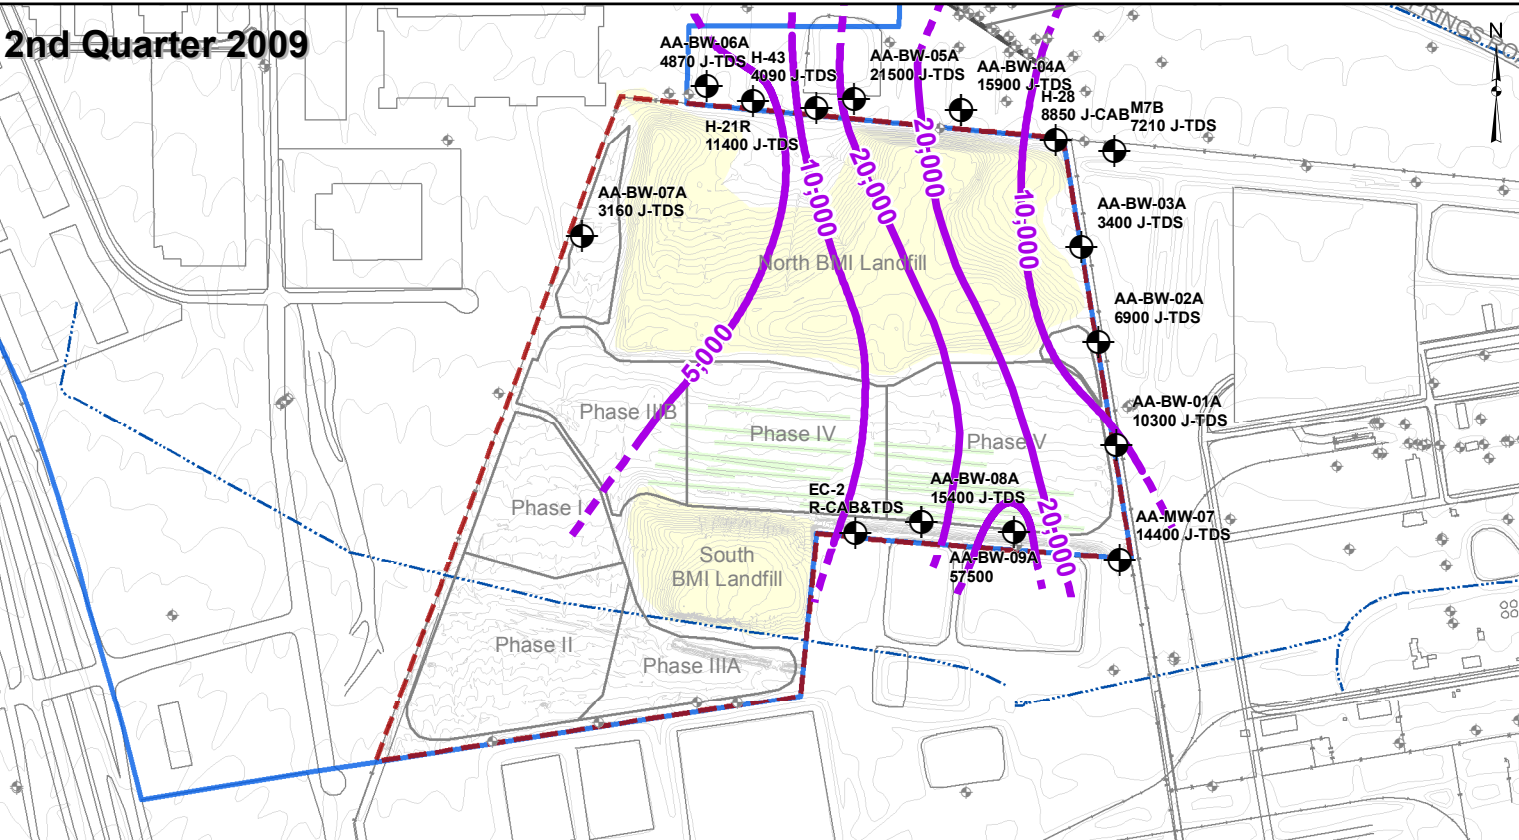 2nd Quarter 2009
RINGS RO
N
AA-BW-06A
4870 J-TDS
H-43
4090 J-TDS
AA-BW-05A
21500 J-TDS
AA-BW-04A
15900 J-TDS
H-28
8850 J-CAB
M7B
7210 J-TDS
H-21R
11400 J-TDS
AA-BW-07A
3160 J-TDS
10,000
20,000
20,000
10,000
AA-BW-03A
3400 J-TDS
North BMI Landfill
AA-BW-02A
6900 J-TDS
5,000
Phase IIIB
Phase IV
Phase V
AA-BW-01A
10300 J-TDS
EC-2
R-CAB&TDS
AA-BW-08A
15400 J-TDS
Phase I
20,000
AA-MW-07
14400 J-TDS
South
BMI Landfill
AA-BW-09A
57500
Phase II
Phase IIIA